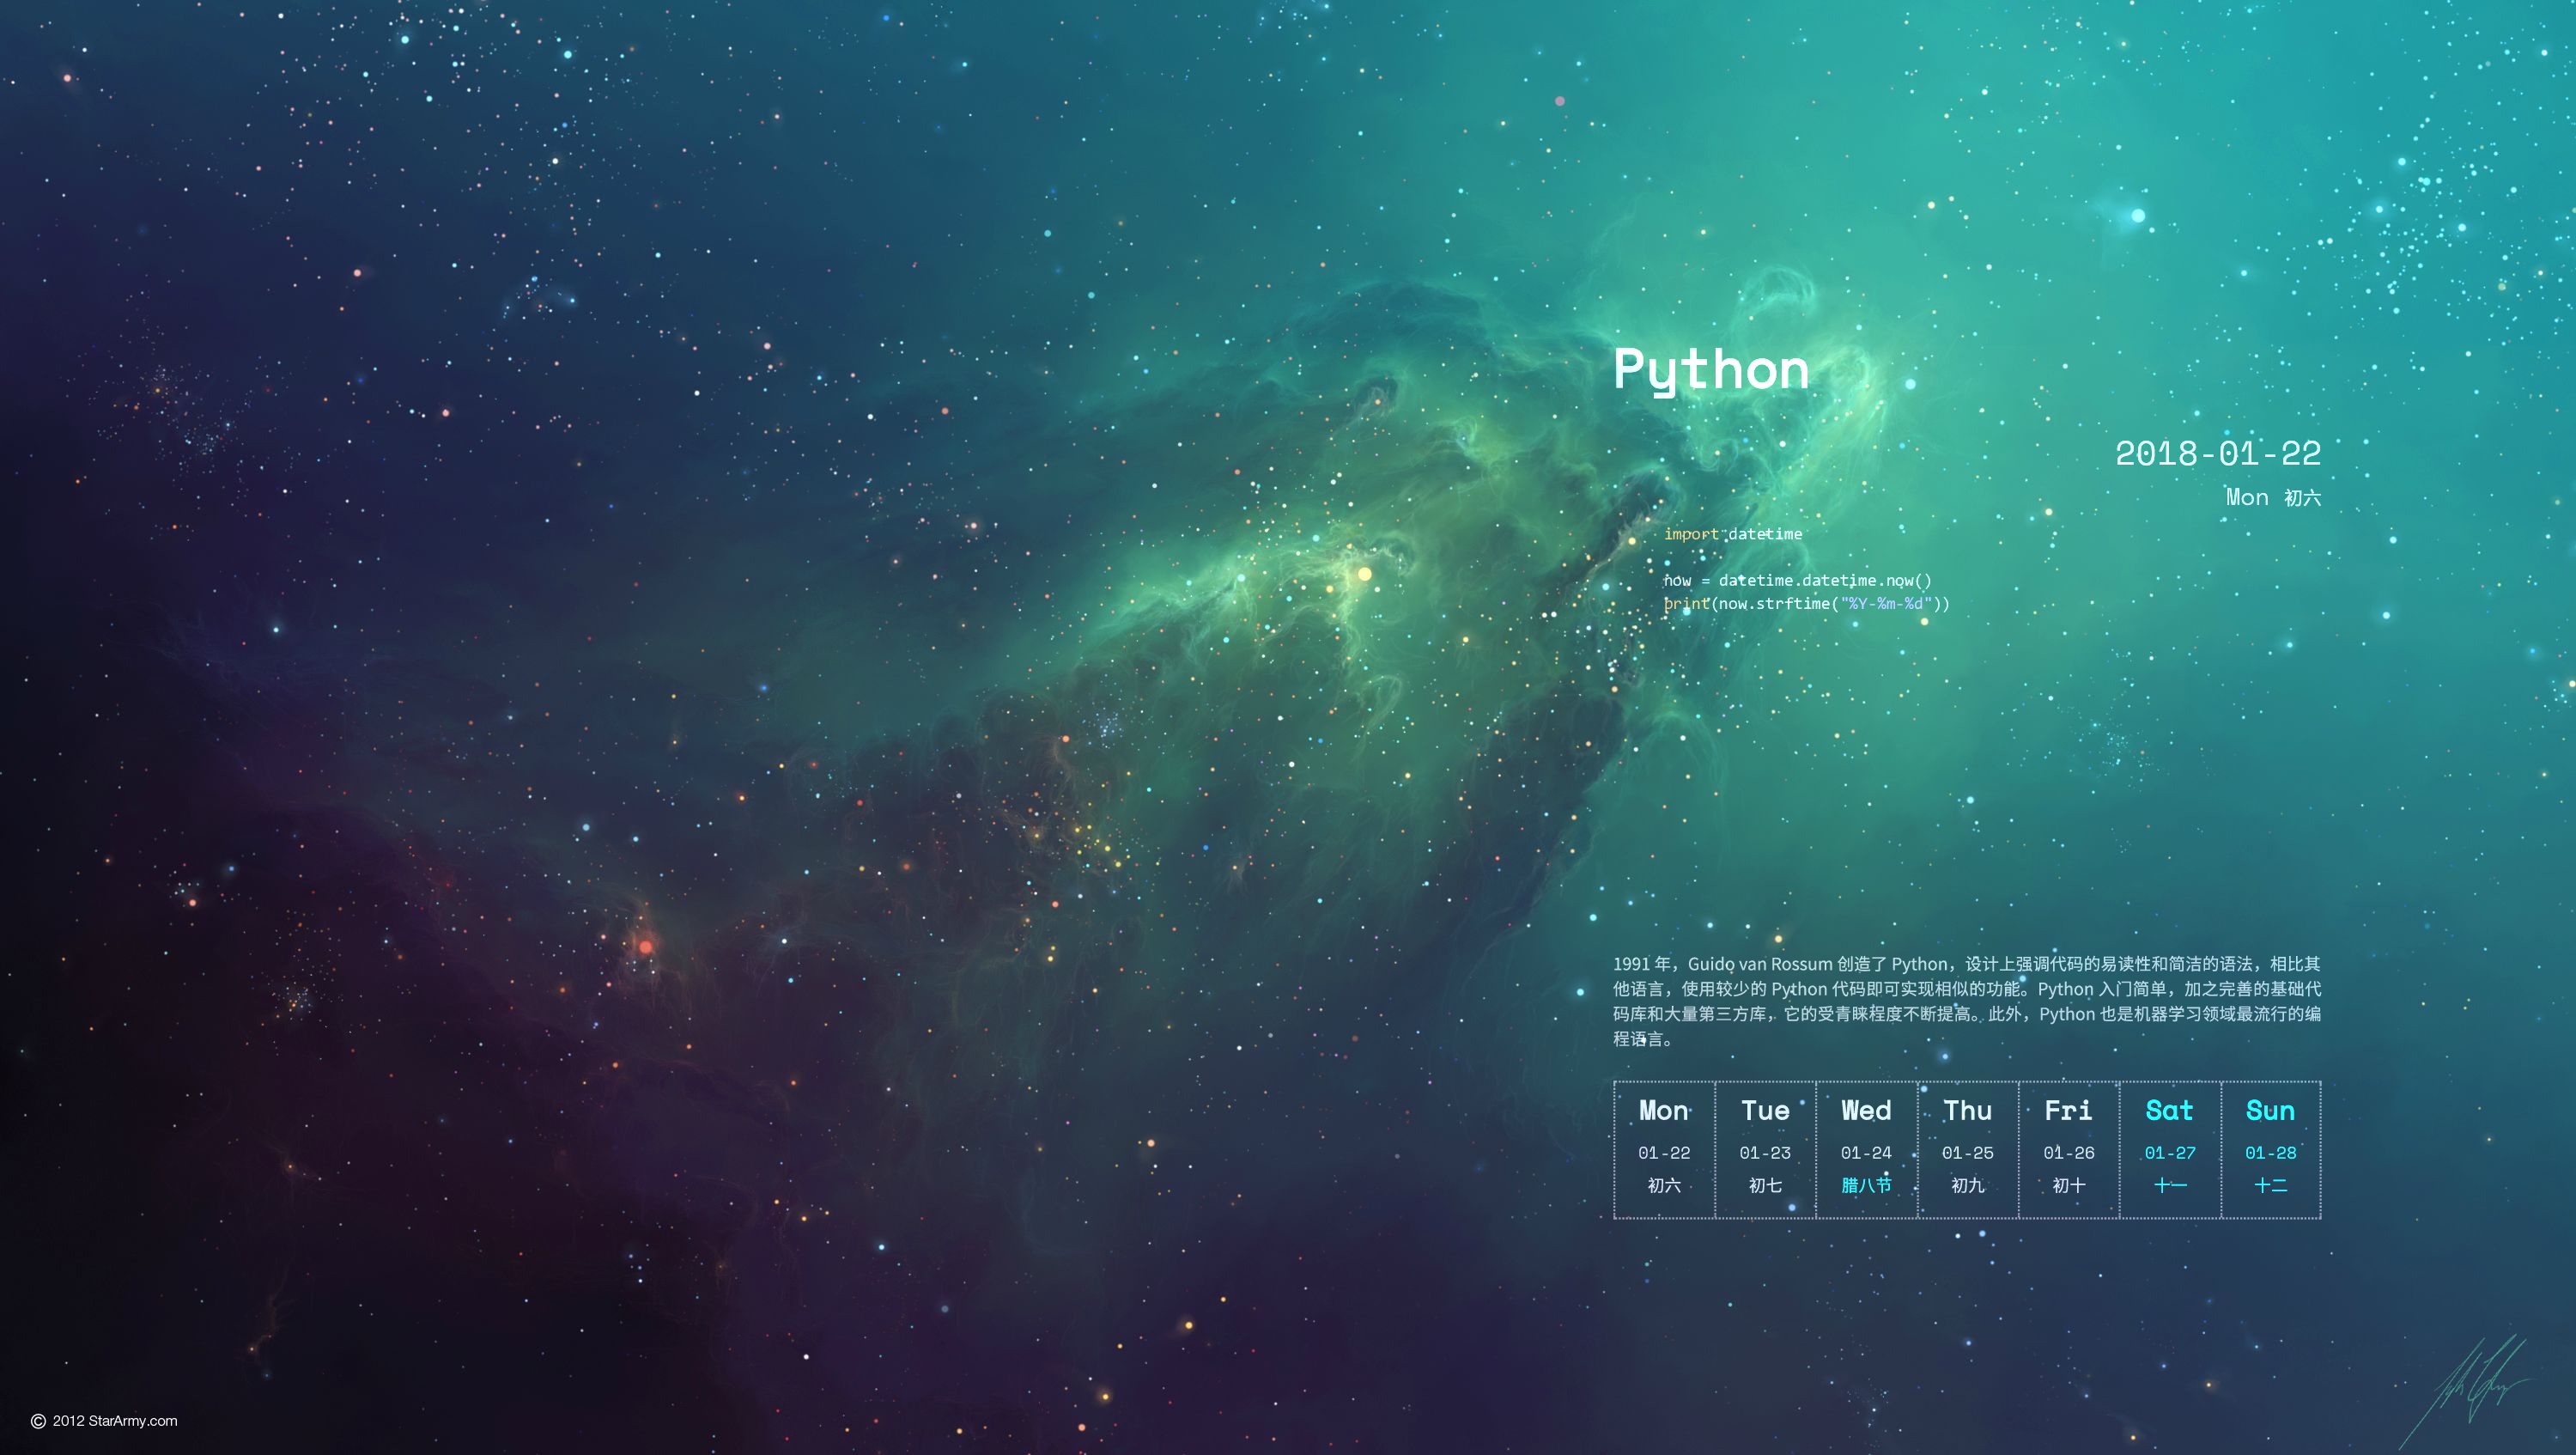 Python
2018-01-22
Mon 初六
import datetime
now = datetime.datetime.now()
print(now.strftime("%Y-%m-%d"))
1991 年，Guido van Rossum 创造了 Python，设计上强调代码的易读性和简洁的语法，相比其
他语言，使用较少的 Python 代码即可实现相似的功能。Python 入门简单，加之完善的基础代
码库和大量第三方库，它的受青睐程度不断提高。此外，Python 也是机器学习领域最流行的编
程语言。
Mon Tue Wed Thu Fri Sat Sun
01-22 01-23 01-24 01-25 01-26 01-27 01-28
初六 初七 腊八节 初九 初十 十一 十二
© 2012 StarArmy.com